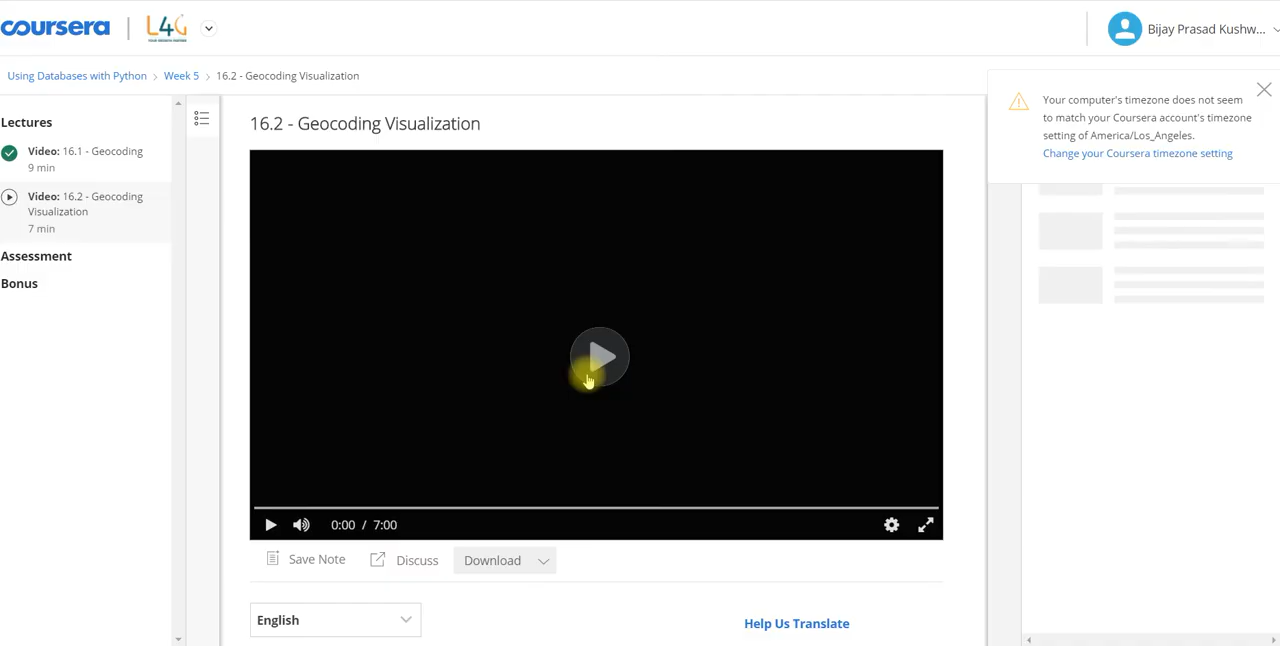 coursera
L4G
Bijay Prasad Kushw...
Using Databases with Python
Week 5
16.2 - Geocoding Visualization
Your computer's timezone does not seem
to match your Coursera account's timezone
setting of America/Los_Angeles.
Change your Coursera timezone setting
Lectures
Video: 16.1 - Geocoding
9 min
Video: 16.2 - Geocoding
Visualization
7 min
Assessment
Bonus
16.2 - Geocoding Visualization
0:00 / 7:00
Save Note
Discuss
Download
English
Help Us Translate